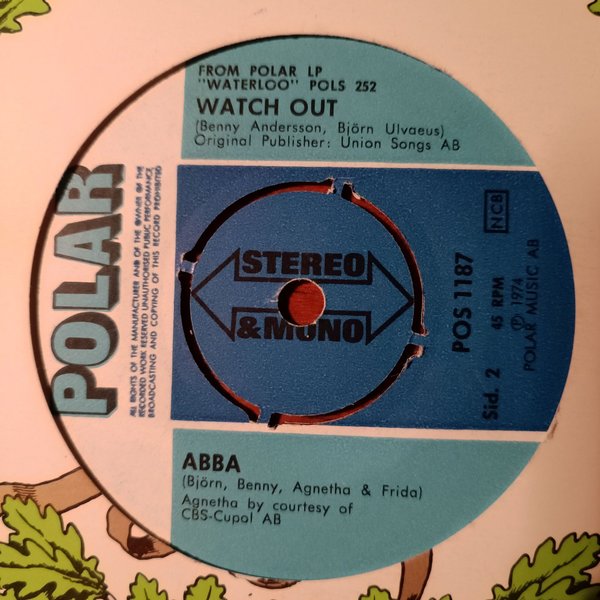 FROM POLAR LP
"WATERLOO" POLS 252
WATCH OUT
(Benny Andersson, Björn Ulvaeus)
Original Publisher: Union Songs AB
POLAR
ALL RIGHTS OF THE MANUFACTURER AND OF THE OWNER OF THE
RECORDED WORK RESERVED UNAUTHORISED PUBLIC PERFORMANCE
BROADCASTING AND COPYING OF THIS RECORD PROHIBITED
STEREO
& MONO
POS 1187
NCB
Sid. 2
45 RPM
℗ 1974
POLAR MUSIC AB
ABBA
(Björn, Benny, Agnetha & Frida)
Agnetha by courtesy of
CBS-Cupol AB